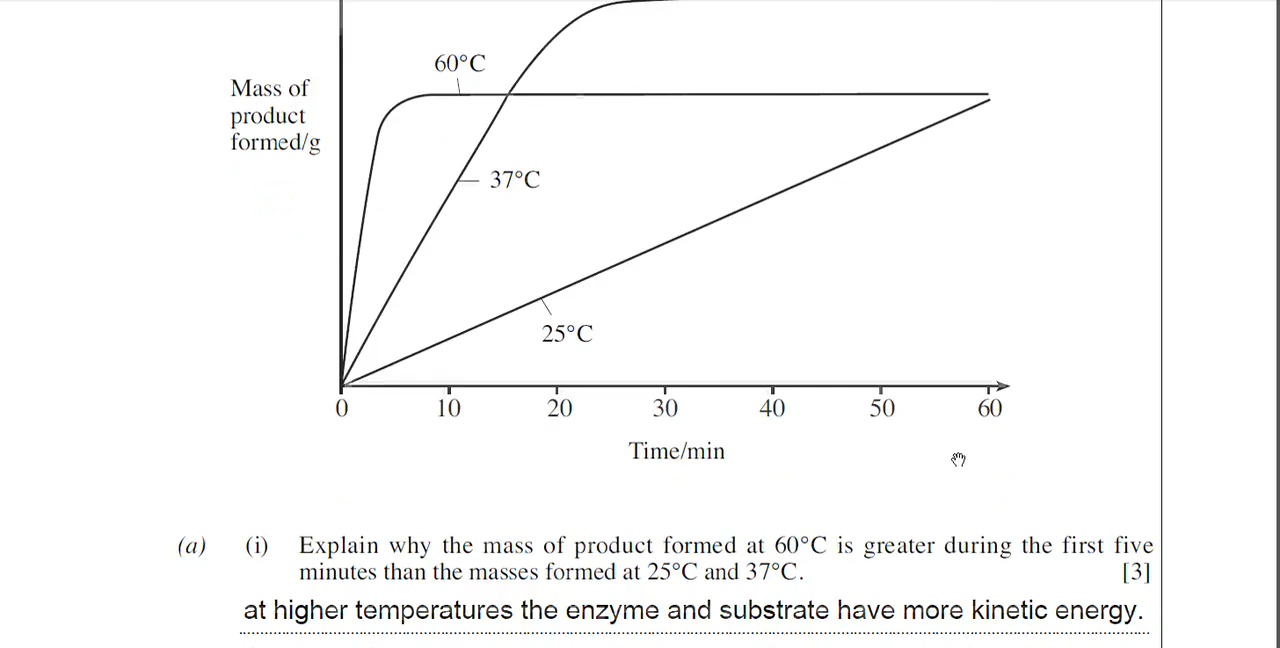 60°C
Mass of
product
formed/g
37°C
25°C
0 10 20 30 40 50 60
Time/min
(a) (i) Explain why the mass of product formed at 60°C is greater during the first five
minutes than the masses formed at 25°C and 37°C. [3]
at higher temperatures the enzyme and substrate have more kinetic energy.